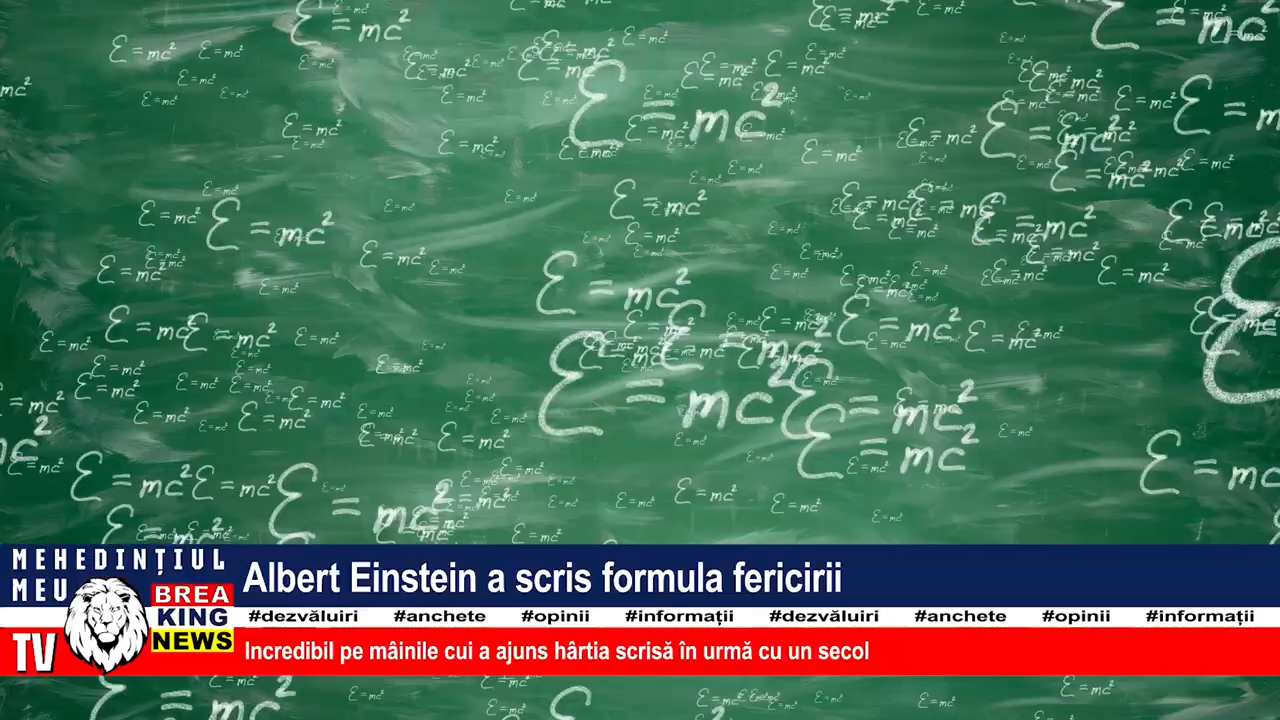 Ɛ = mc²
MEHEDINȚIUL
MEU
TV
BREA
KING
NEWS
Albert Einstein a scris formula fericirii
#dezvăluiri #anchete #opinii #informații #dezvăluiri #anchete #opinii #informații
Incredibil pe mâinile cui a ajuns hârtia scrisă în urmă cu un secol